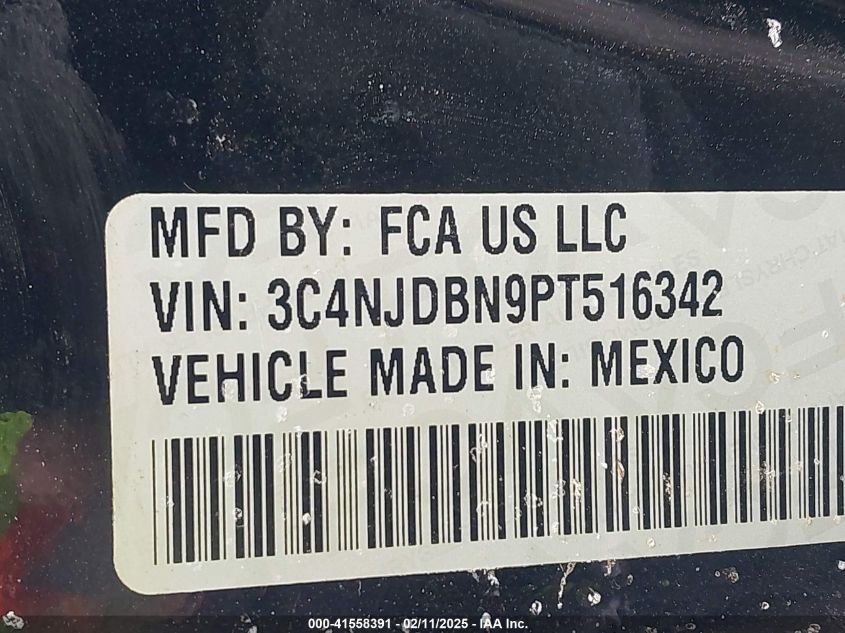 MFD BY: FCA US LLC
VIN: 3C4NJDBN9PT516342
VEHICLE MADE IN: MEXICO
000-41558391 - 02/11/2025 - IAA Inc.